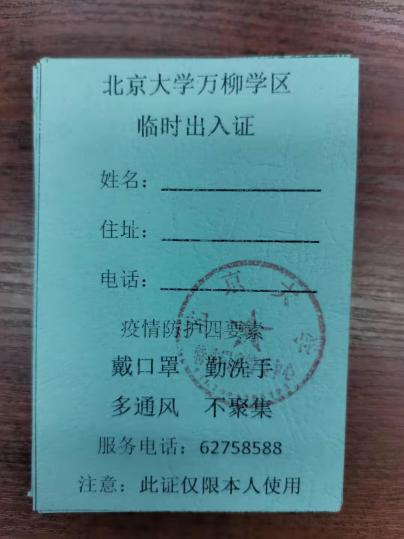 北京大学万柳学区
临时出入证
姓名：
住址：
电话：
疫情防护四要素
戴口罩 勤洗手
多通风 不聚集
服务电话：62758588
注意：此证仅限本人使用